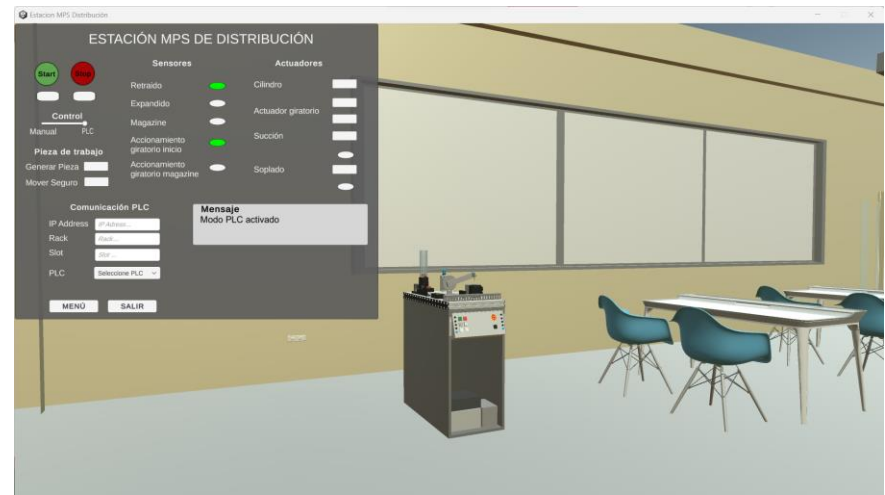 Estacion MPS Distribución
ESTACIÓN MPS DE DISTRIBUCIÓN
Start
Stop
Control
Manual
PLC
Pieza de trabajo
Generar Pieza
Mover Seguro
Sensores
Retraido
Expandido
Magazine
Accionamiento
giratorio inicio
Accionamiento
giratorio magazine
Actuadores
Cilindro
Actuador giratorio
Succión
Soplado
Comunicación PLC
IP Address
IP Address...
Rack
Rack...
Slot
Slot ...
PLC
Seleccione PLC
Mensaje
Modo PLC activado
MENÚ
SALIR